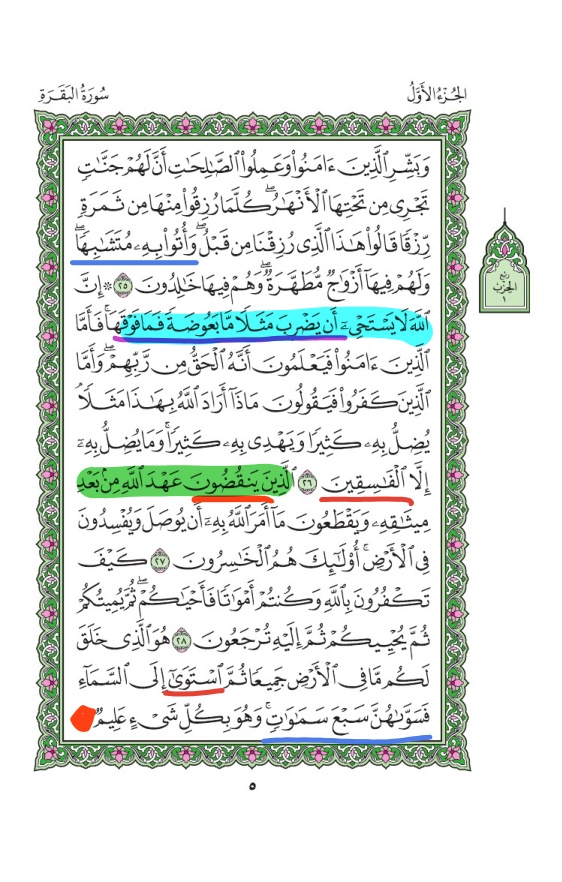 الجُزْءُ الأَوَّلُ
سُورَةُ البَقَرَةِ
وَبَشِّرِ ٱلَّذِينَ ءَامَنُوا۟ وَعَمِلُوا۟ ٱلصَّٰلِحَٰتِ أَنَّ لَهُمْ جَنَّٰتٍ
تَجْرِى مِن تَحْتِهَا ٱلْأَنْهَٰرُۖ كُلَّمَا رُزِقُوا۟ مِنْهَا مِن ثَمَرَةٍ
رِّزْقًا قَالُوا۟ هَٰذَا ٱلَّذِى رُزِقْنَا مِن قَبْلُۖ وَأُتُوا۟ بِهِۦ مُتَشَٰبِهًاۖ
وَلَهُمْ فِيهَآ أَزْوَٰجٌ مُّطَهَّرَةٌۖ وَهُمْ فِيهَا خَٰلِدُونَ ٢٥ ۞ إِنَّ
ٱللَّهَ لَا يَسْتَحْىِۦٓ أَن يَضْرِبَ مَثَلًا مَّا بَعُوضَةً فَمَا فَوْقَهَاۚ فَأَمَّا
ٱلَّذِينَ ءَامَنُوا۟ فَيَعْلَمُونَ أَنَّهُ ٱلْحَقُّ مِن رَّبِّهِمْۖ وَأَمَّا
ٱلَّذِينَ كَفَرُوا۟ فَيَقُولُونَ مَاذَآ أَرَادَ ٱللَّهُ بِهَٰذَا مَثَلًاۘ
يُضِلُّ بِهِۦ كَثِيرًا وَيَهْدِى بِهِۦ كَثِيرًاۚ وَمَا يُضِلُّ بِهِۦٓ
إِلَّا ٱلْفَٰسِقِينَ ٢٦ ٱلَّذِينَ يَنقُضُونَ عَهْدَ ٱللَّهِ مِنۢ بَعْدِ
مِيثَٰقِهِۦ وَيَقْطَعُونَ مَآ أَمَرَ ٱللَّهُ بِهِۦٓ أَن يُوصَلَ وَيُفْسِدُونَ
فِى ٱلْأَرْضِۚ أُو۟لَٰٓئِكَ هُمُ ٱلْخَٰسِرُونَ ٢٧ كَيْفَ
تَكْفُرُونَ بِٱللَّهِ وَكُنتُمْ أَمْوَٰتًا فَأَحْيَٰكُمْۖ ثُمَّ يُمِيتُكُمْ
ثُمَّ يُحْيِيكُمْ ثُمَّ إِلَيْهِ تُرْجَعُونَ ٢٨ هُوَ ٱلَّذِى خَلَقَ
لَكُم مَّا فِى ٱلْأَرْضِ جَمِيعًا ثُمَّ ٱسْتَوَىٰٓ إِلَى ٱلسَّمَآءِ
فَسَوَّىٰهُنَّ سَبْعَ سَمَٰوَٰتٍۚ وَهُوَ بِكُلِّ شَىْءٍ عَلِيمٌ
رُبْع
الحِزْب
١
٥